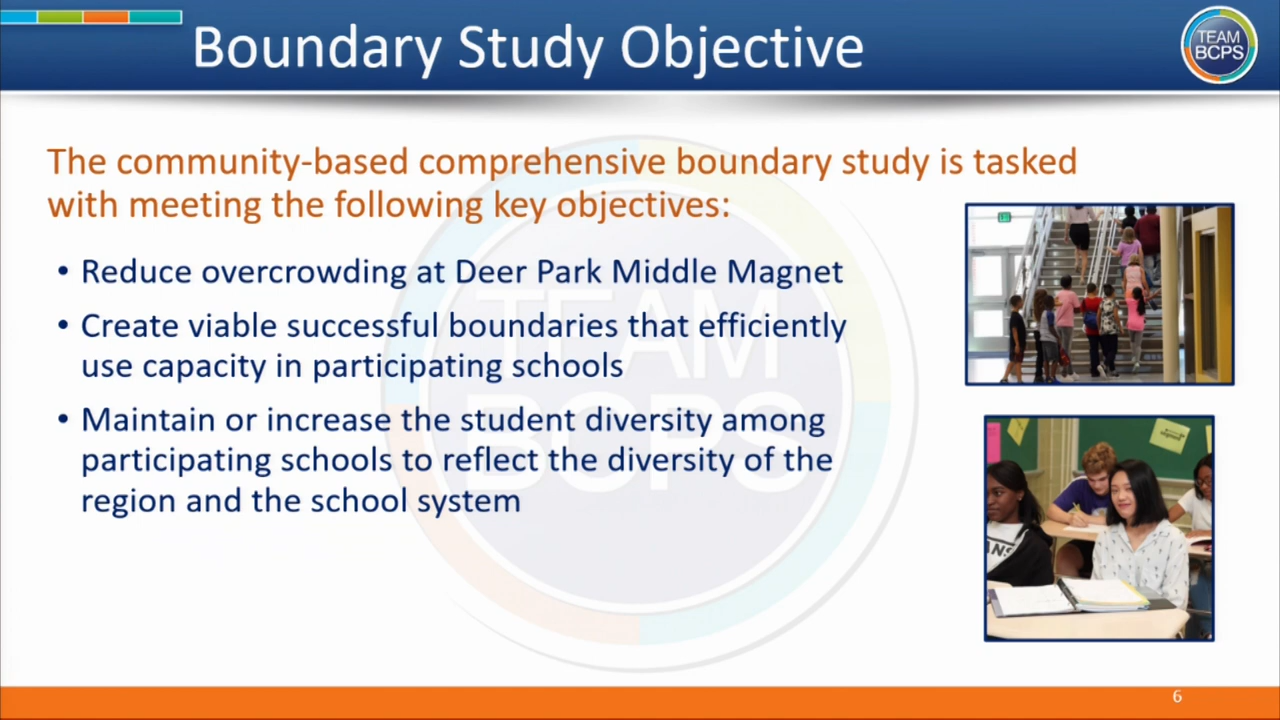 Boundary Study Objective
TEAM
BCPS
The community-based comprehensive boundary study is tasked
with meeting the following key objectives:
• Reduce overcrowding at Deer Park Middle Magnet
• Create viable successful boundaries that efficiently
use capacity in participating schools
• Maintain or increase the student diversity among
participating schools to reflect the diversity of the
region and the school system
TEAM
BCPS
6